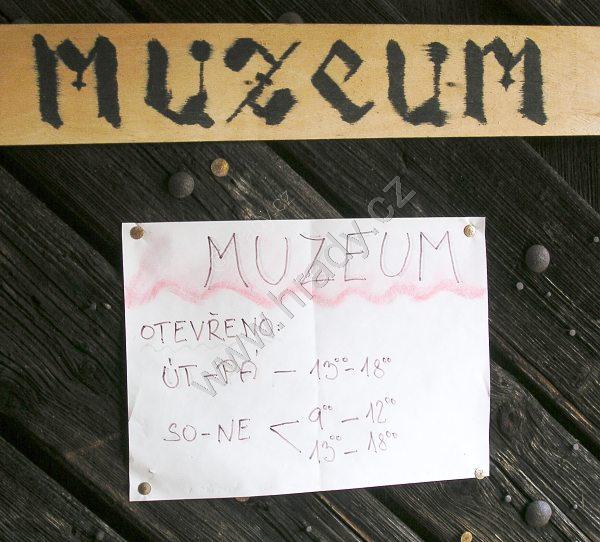 MUZEUM
MUZEUM
OTEVŘENO:
ÚT-PÁ – 13⁰⁰-18⁰⁰
SO-NE < 9⁰⁰ – 12⁰⁰
13⁰⁰ – 18⁰⁰
www.hrady.cz